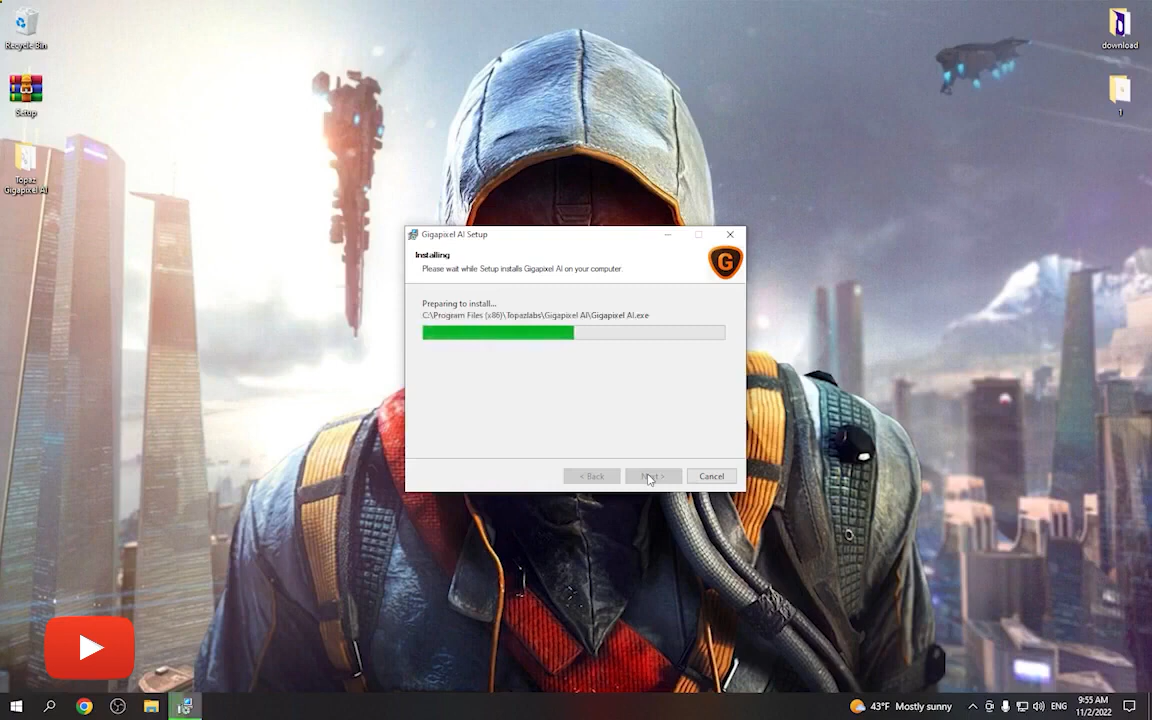 Recycle Bin
Setup
Topaz
Gigapixel AI
download
1
Gigapixel AI Setup
Installing
Please wait while Setup installs Gigapixel AI on your computer.
G
Preparing to install...
C:\Program Files (x86)\Topazlabs\Gigapixel AI\Gigapixel AI.exe
< Back
Next >
Cancel
43°F Mostly sunny
ENG
9:55 AM
11/2/2022